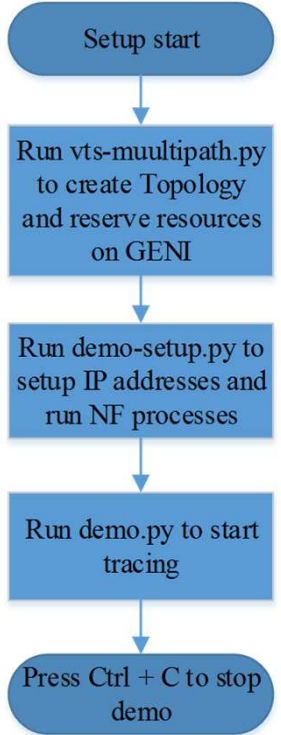 Setup start
Run vts-muultipath.py
to create Topology
and reserve resources
on GENI
Run demo-setup.py to
setup IP addresses and
run NF processes
Run demo.py to start
tracing
Press Ctrl + C to stop
demo